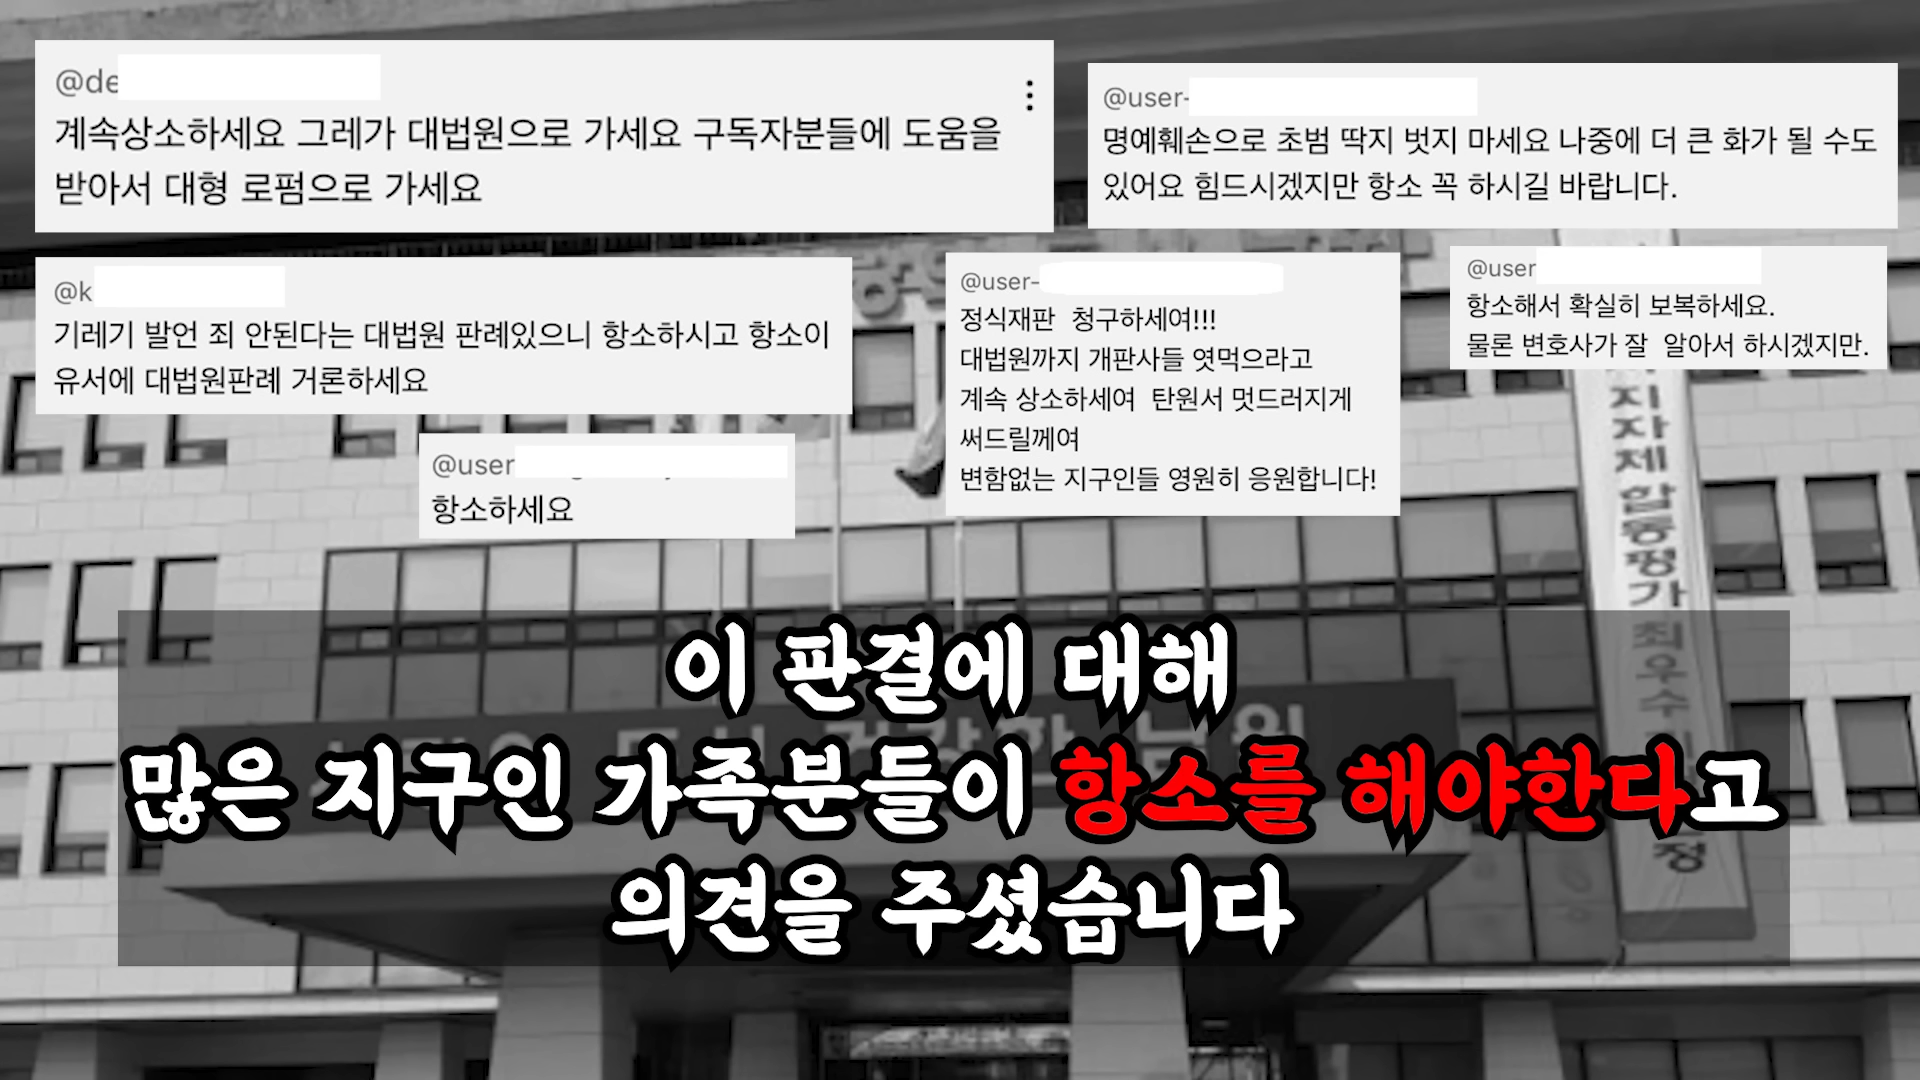 @de
계속상소하세요 그레가 대법원으로 가세요 구독자분들에 도움을
받아서 대형 로펌으로 가세요
@user-
명예훼손으로 초범 딱지 벗지 마세요 나중에 더 큰 화가 될 수도
있어요 힘드시겠지만 항소 꼭 하시길 바랍니다.
@k
기레기 발언 죄 안된다는 대법원 판례있으니 항소하시고 항소이
유서에 대법원판례 거론하세요
@user-
정식재판 청구하세여!!!
대법원까지 개판사들 엿먹으라고
계속 상소하세여 탄원서 멋드러지게
써드릴께여
변함없는 지구인들 영원히 응원합니다!
@user
항소해서 확실히 보복하세요.
물론 변호사가 잘 알아서 하시겠지만.
@user
항소하세요
지자체합동평가최우수
정
이 판결에 대해
많은 지구인 가족분들이 항소를 해야한다고
의견을 주셨습니다